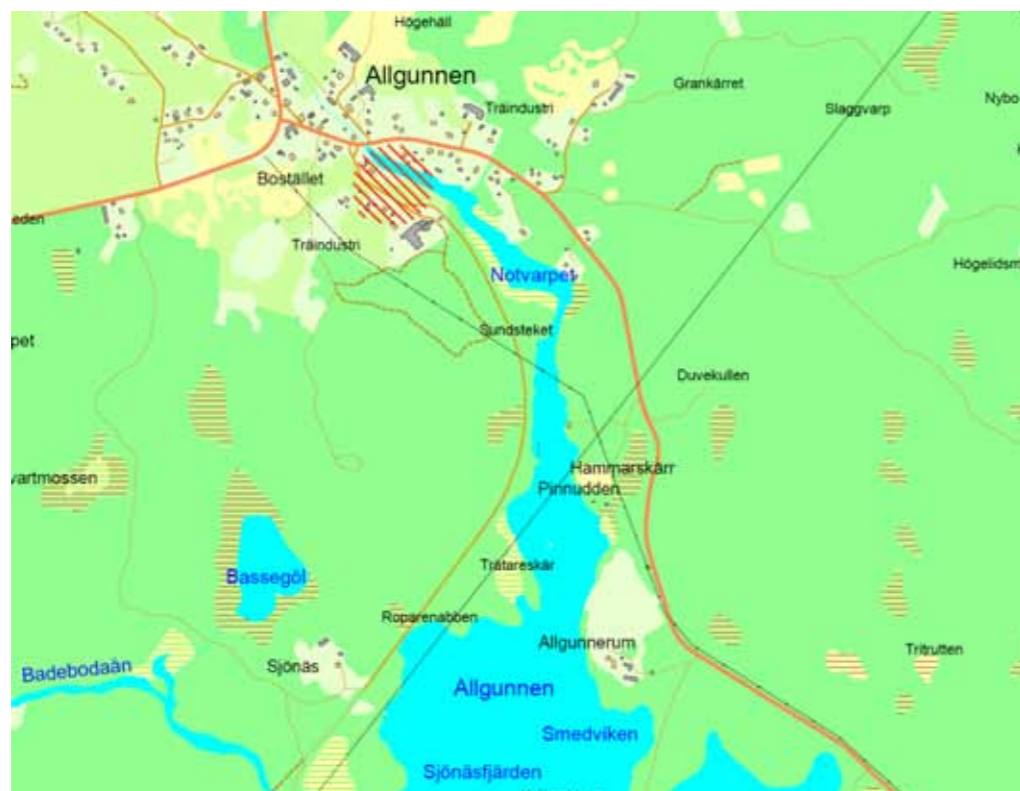 Högehäll
Allgunnen
Grankärret
Träindustri
Slaggvarp
Nybo
Bostället
eden
Träindustri
Notvarpet
Högelidsm
Sundsteket
pet
Duvekullen
Hammarskärr
vartmossen
Pinnudden
Trätareskär
Bassegöl
Roparenabben
Allgunnerum
Tritrutten
Sjönäs
Badebodaån
Allgunnen
Smedviken
Sjönäsfjärden